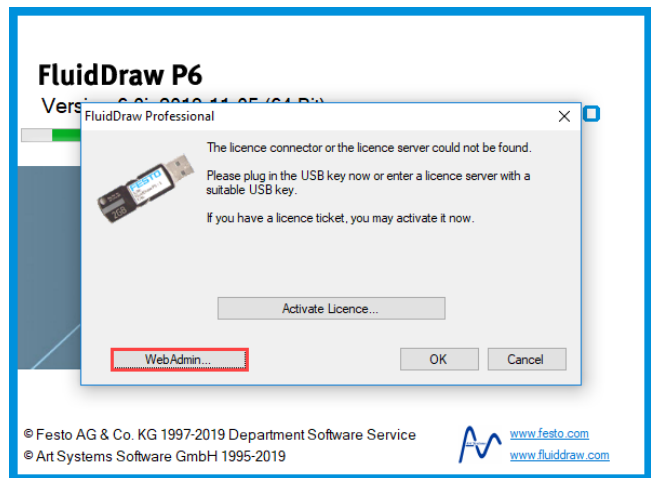 FluidDraw P6
FluidDraw Professional
The licence connector or the licence server could not be found.
Please plug in the USB key now or enter a licence server with a
suitable USB key.
If you have a licence ticket, you may activate it now.
FESTO
2GB
Activate Licence...
WebAdmin...
OK
Cancel
© Festo AG & Co. KG 1997-2019 Department Software Service
© Art Systems Software GmbH 1995-2019
www.festo.com
www.fluiddraw.com